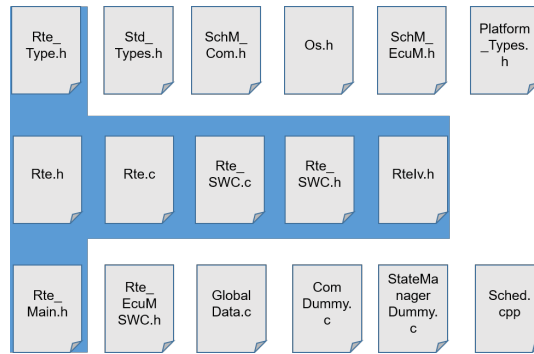 Rte_
Type.h
Std_
Types.h
SchM_
Com.h
Os.h
SchM_
EcuM.h
Platform
_Types.
h
Rte.h
Rte.c
Rte_
SWC.c
Rte_
SWC.h
RteIv.h
Rte_
Main.h
Rte_
EcuM
SWC.h
Global
Data.c
Com
Dummy.
c
StateMa
nager
Dummy.
c
Sched.
cpp